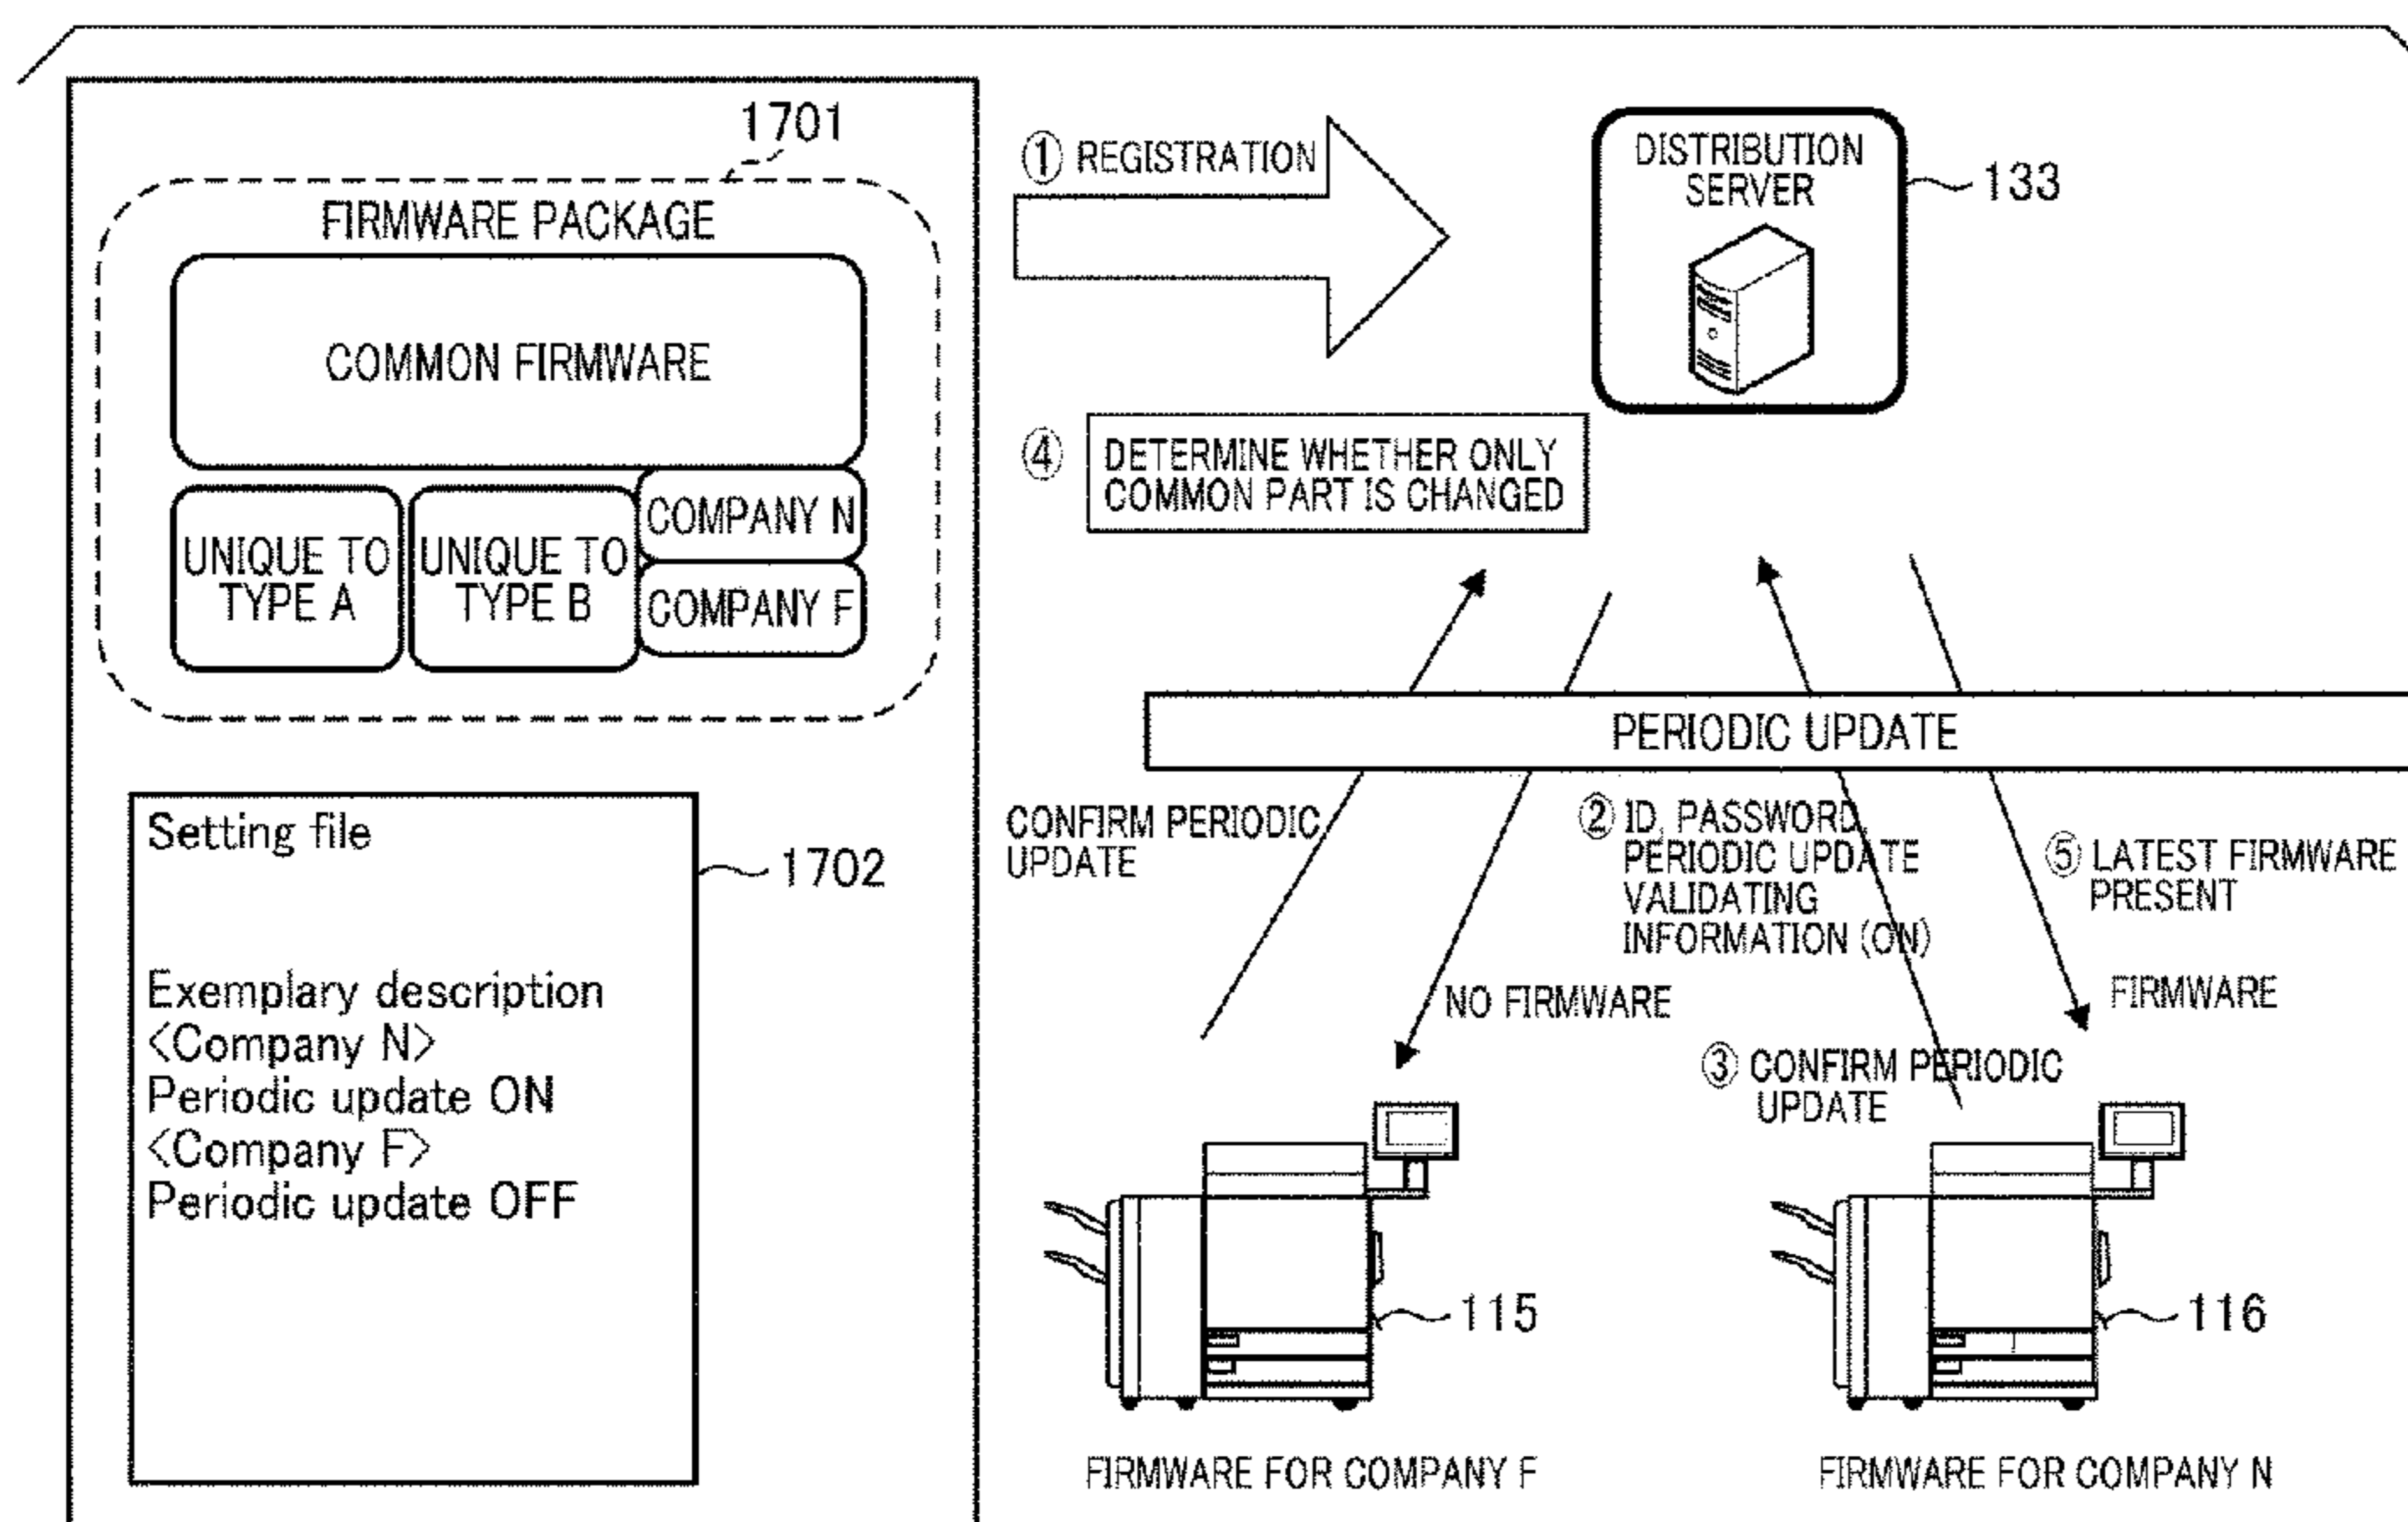 1701
FIRMWARE PACKAGE
COMMON FIRMWARE
UNIQUE TO
TYPE A
UNIQUE TO
TYPE B
COMPANY N
COMPANY F
Setting file
1702
Exemplary description
<Company N>
Periodic update ON
<Company F>
Periodic update OFF
① REGISTRATION
DISTRIBUTION
SERVER
133
④ DETERMINE WHETHER ONLY
COMMON PART IS CHANGED
PERIODIC UPDATE
CONFIRM PERIODIC
UPDATE
NO FIRMWARE
② ID, PASSWORD,
PERIODIC UPDATE
VALIDATING
INFORMATION (ON)
⑤ LATEST FIRMWARE
PRESENT
FIRMWARE
③ CONFIRM PERIODIC
UPDATE
115
116
FIRMWARE FOR COMPANY F
FIRMWARE FOR COMPANY N